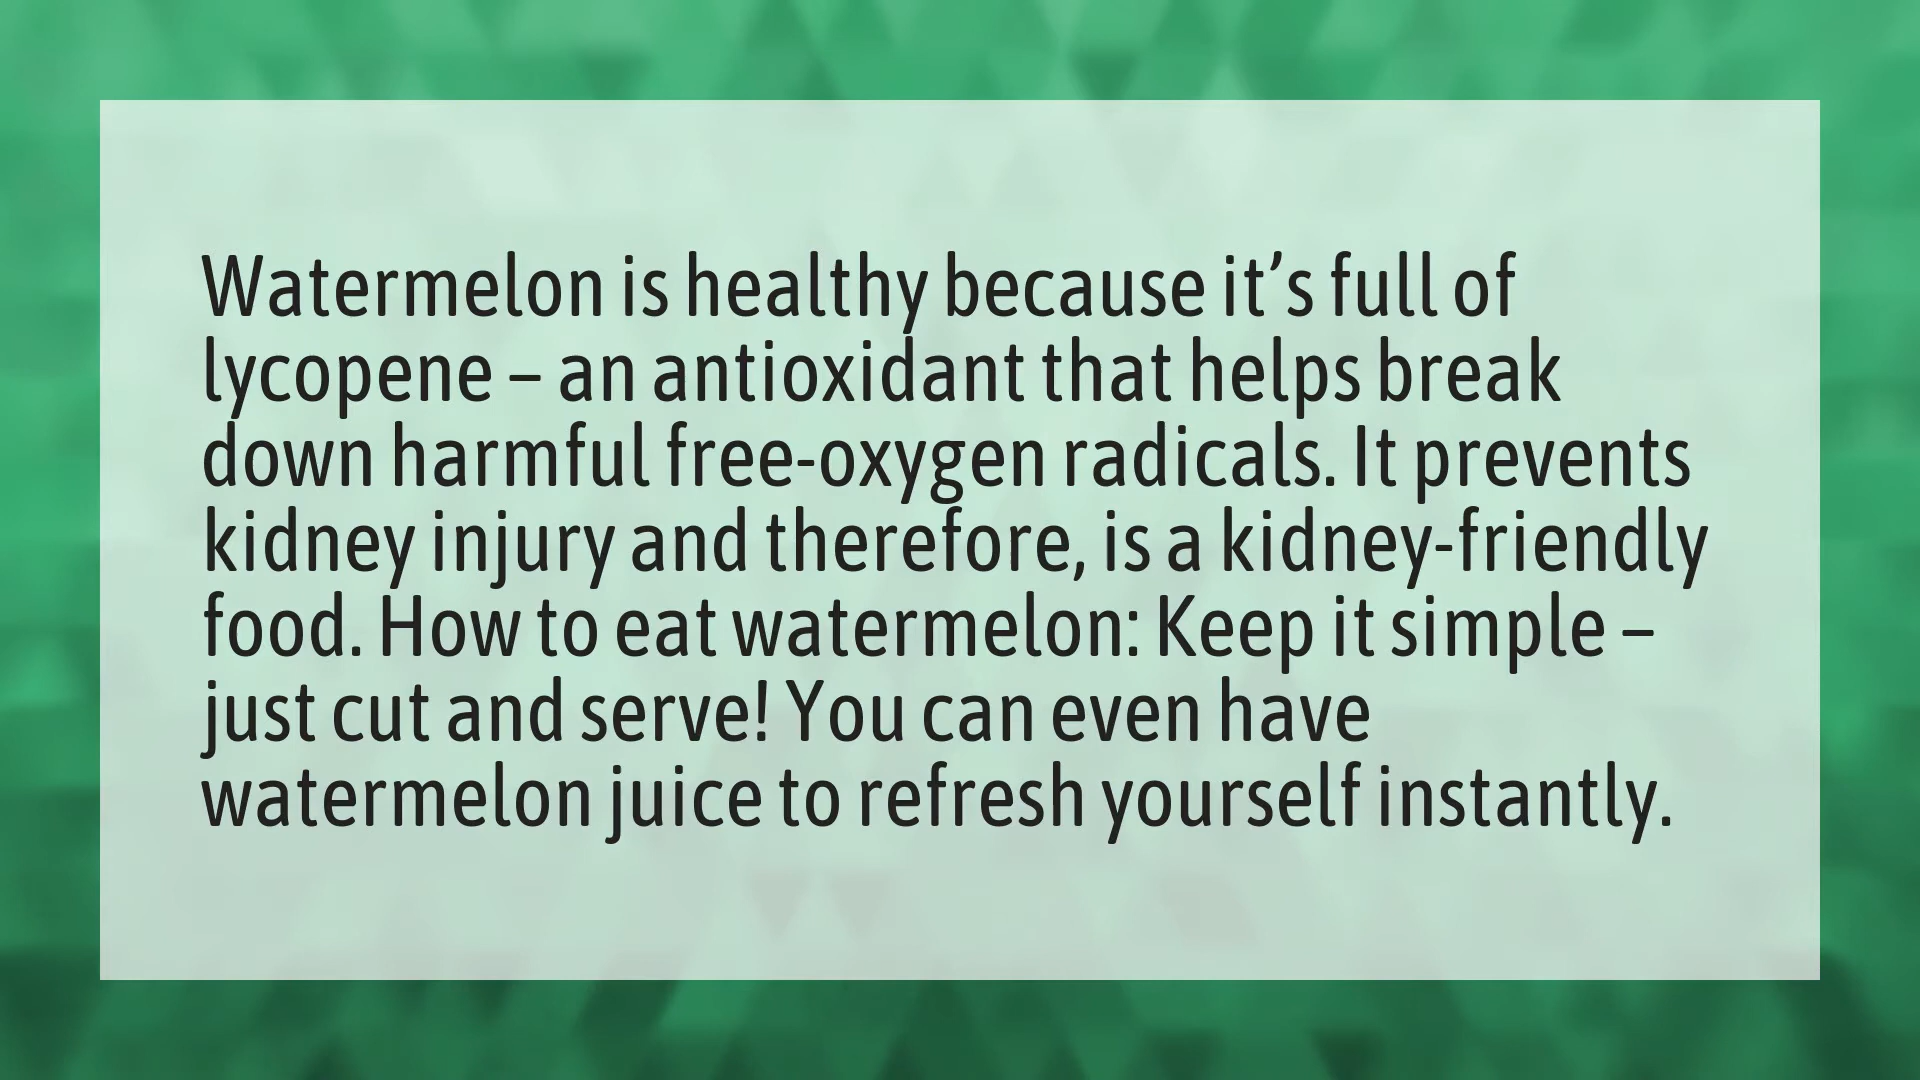 Watermelon is healthy because it’s full of
lycopene – an antioxidant that helps break
down harmful free-oxygen radicals. It prevents
kidney injury and therefore, is a kidney-friendly
food. How to eat watermelon: Keep it simple –
just cut and serve! You can even have
watermelon juice to refresh yourself instantly.